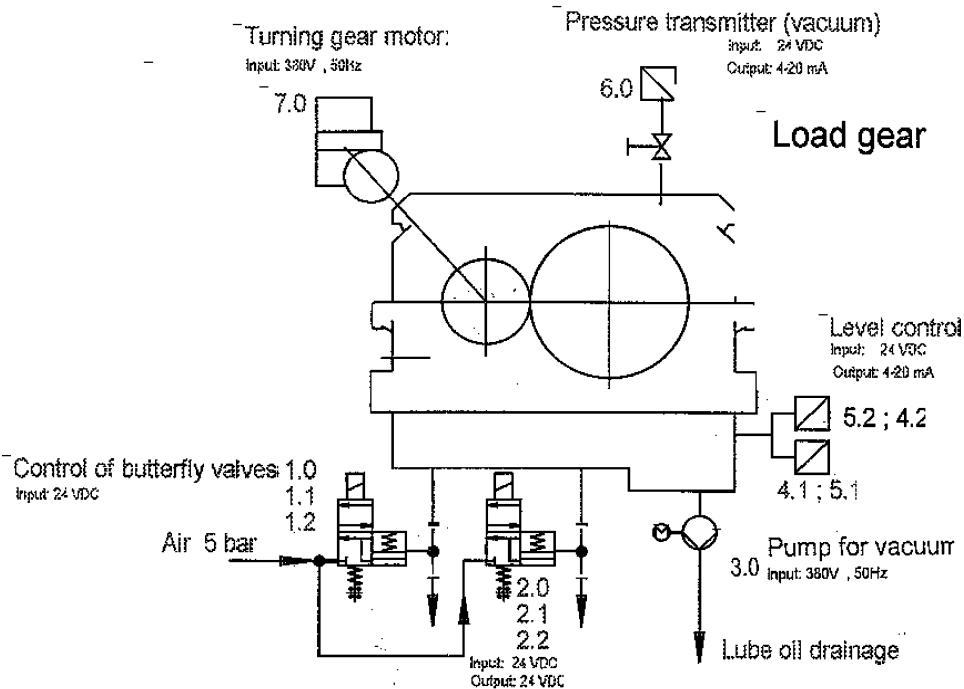 Turning gear motor:
Input: 380V , 50Hz
7.0
Pressure transmitter (vacuum)
Input: 24 VDC
Output: 4-20 mA
6.0
Load gear
Level control
Input: 24 VDC
Output: 4-20 mA
5.2 ; 4.2
4.1 ; 5.1
Control of butterfly valves 1.0
Input: 24 VDC
1.1
1.2
Air 5 bar
2.0
2.1
2.2
Input: 24 VDC
Output: 24 VDC
3.0
Pump for vacuum
Input: 380V , 50Hz
Lube oil drainage